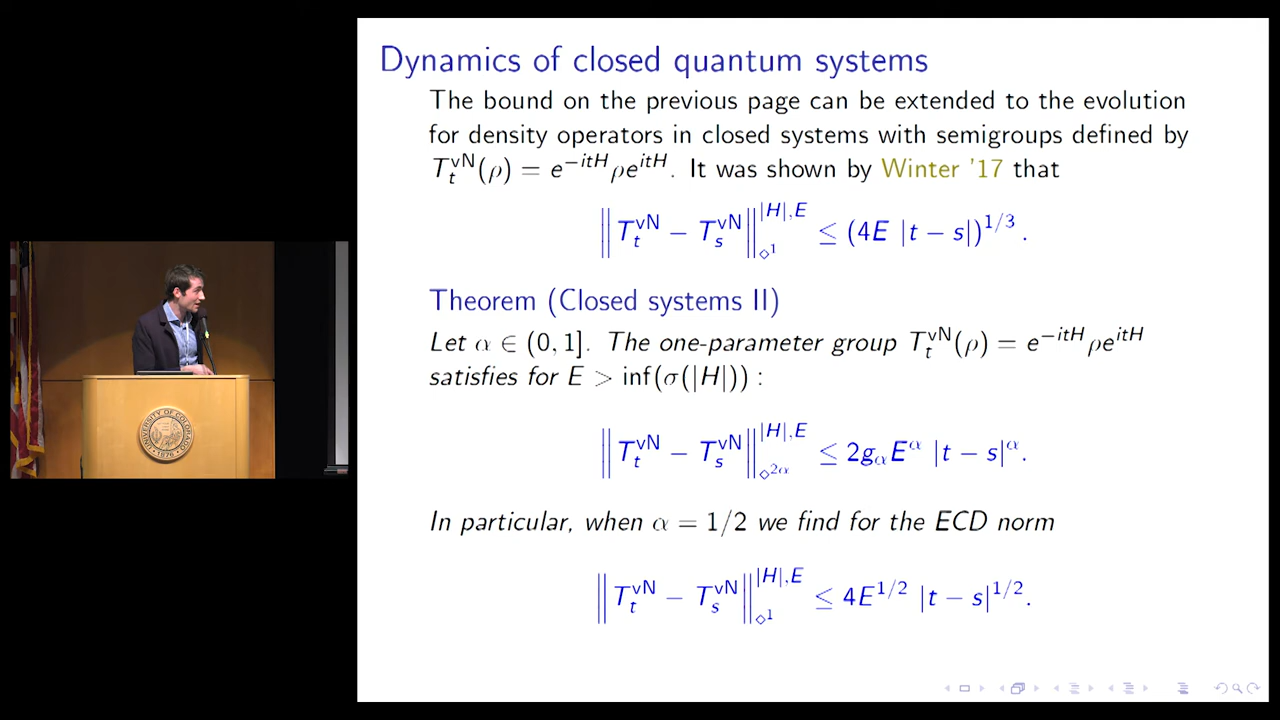 Dynamics of closed quantum systems
The bound on the previous page can be extended to the evolution
for density operators in closed systems with semigroups defined by
T_t^{vN}(ρ) = e^{−itH}ρe^{itH}. It was shown by Winter '17 that
‖T_t^{vN} − T_s^{vN}‖_{⋄^1}^{|H|,E} ≤ (4E |t − s|)^{1/3}.
Theorem (Closed systems II)
Let α ∈ (0, 1]. The one-parameter group T_t^{vN}(ρ) = e^{−itH}ρe^{itH}
satisfies for E > inf(σ(|H|)) :
‖T_t^{vN} − T_s^{vN}‖_{⋄^{2α}}^{|H|,E} ≤ 2g_α E^α |t − s|^α.
In particular, when α = 1/2 we find for the ECD norm
‖T_t^{vN} − T_s^{vN}‖_{⋄^1}^{|H|,E} ≤ 4E^{1/2} |t − s|^{1/2}.
UNIVERSITY OF COLORADO
1876